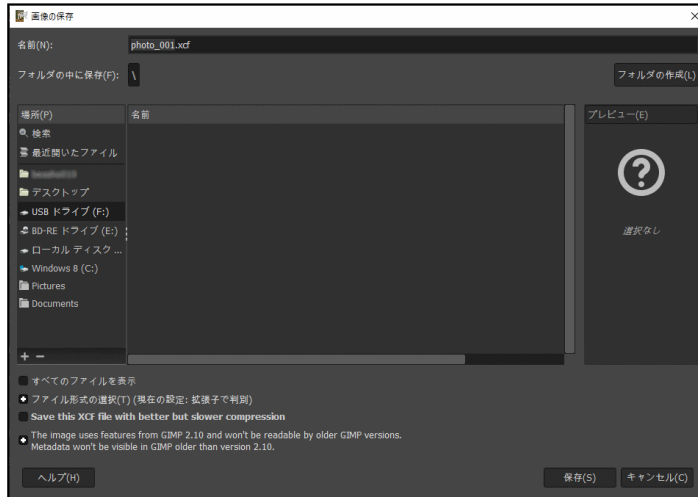 画像の保存
名前(N):
photo_001.xcf
フォルダの中に保存(F):
\
フォルダの作成(L)
場所(P)
名前
プレビュー(E)
検索
最近開いたファイル
デスクトップ
USB ドライブ (F:)
BD-RE ドライブ (E:)
ローカル ディスク ...
Windows 8 (C:)
Pictures
Documents
選択なし
すべてのファイルを表示
ファイル形式の選択(T) (現在の設定: 拡張子で判別)
Save this XCF file with better but slower compression
The image uses features from GIMP 2.10 and won't be readable by older GIMP versions.
Metadata won't be visible in GIMP older than version 2.10.
ヘルプ(H)
保存(S)
キャンセル(C)